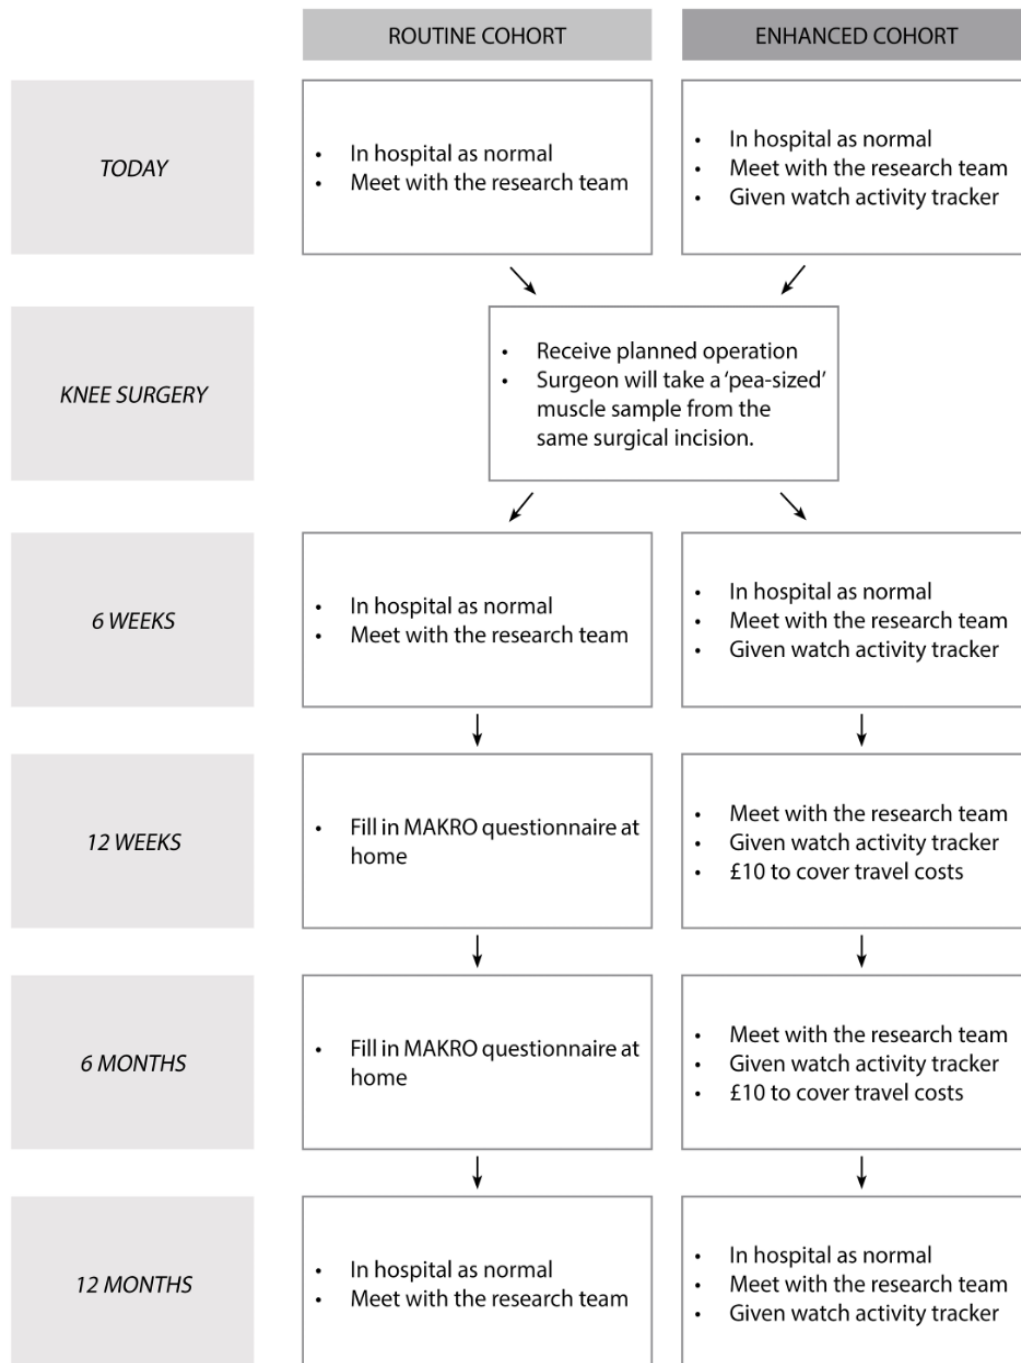 ROUTINE COHORT
ENHANCED COHORT
TODAY
• In hospital as normal
• Meet with the research team
• In hospital as normal
• Meet with the research team
• Given watch activity tracker
KNEE SURGERY
• Receive planned operation
• Surgeon will take a ‘pea-sized’
muscle sample from the
same surgical incision.
6 WEEKS
• In hospital as normal
• Meet with the research team
• In hospital as normal
• Meet with the research team
• Given watch activity tracker
12 WEEKS
• Fill in MAKRO questionnaire at
home
• Meet with the research team
• Given watch activity tracker
• £10 to cover travel costs
6 MONTHS
• Fill in MAKRO questionnaire at
home
• Meet with the research team
• Given watch activity tracker
• £10 to cover travel costs
12 MONTHS
• In hospital as normal
• Meet with the research team
• In hospital as normal
• Meet with the research team
• Given watch activity tracker